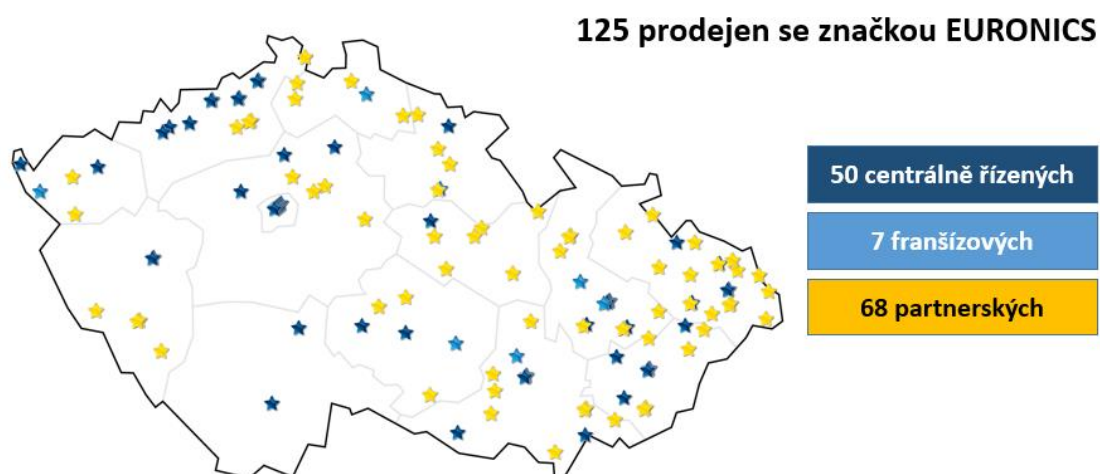 125 prodejen se značkou EURONICS
50 centrálně řízených
7 franšízových
68 partnerských